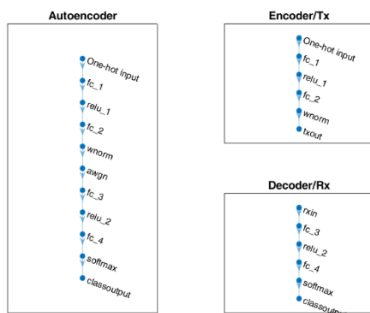 Autoencoder
One-hot input
fc_1
relu_1
fc_2
wnorm
awgn
fc_3
relu_2
fc_4
softmax
classoutput
Encoder/Tx
One-hot input
fc_1
relu_1
fc_2
wnorm
txout
Decoder/Rx
rxin
fc_3
relu_2
fc_4
softmax
classoutput